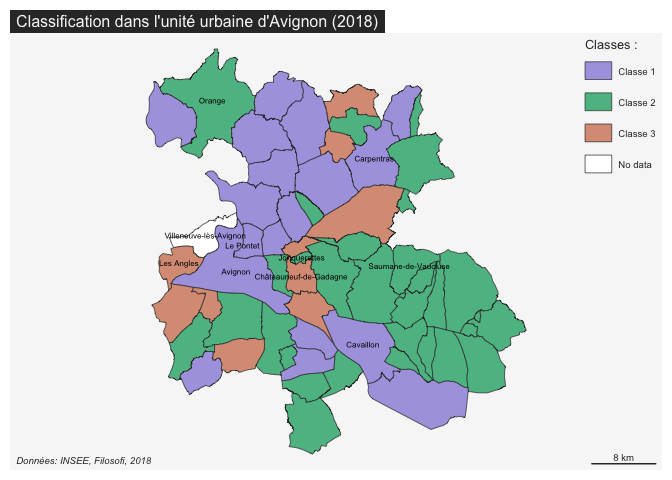 Classification dans l'unité urbaine d'Avignon (2018)
Classes :
Classe 1
Classe 2
Classe 3
No data
Orange
Carpentras
Villeneuve-lès-Avignon
Le Pontet
Les Angles
Jonquerettes
Saumane-de-Vaucluse
Avignon
Châteauneuf-de-Gadagne
Cavaillon
Données: INSEE, Filosofi, 2018
8 km